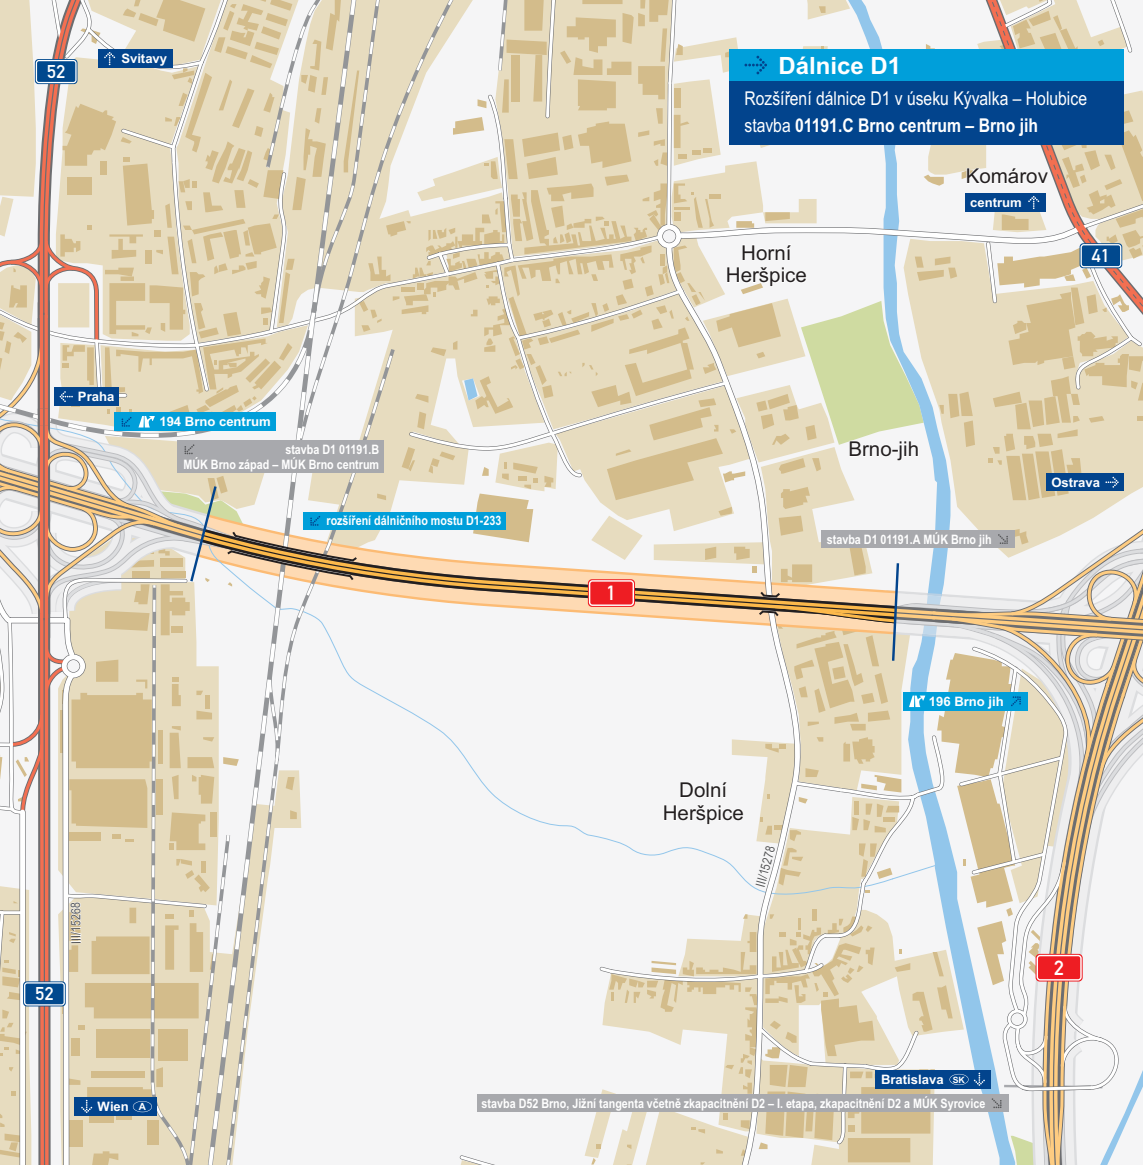 Svitavy
52
Dálnice D1
Rozšíření dálnice D1 v úseku Kývalka – Holubice
stavba 01191.C Brno centrum – Brno jih
Komárov
centrum
41
Horní
Heršpice
Praha
194 Brno centrum
stavba D1 01191.B
MÚK Brno západ – MÚK Brno centrum
Brno-jih
Ostrava
rozšíření dálničního mostu D1-233
stavba D1 01191.A MÚK Brno jih
1
196 Brno jih
Dolní
Heršpice
III/15278
III/15268
2
52
Bratislava SK
Wien A
stavba D52 Brno, Jižní tangenta včetně zkapacitnění D2 – I. etapa, zkapacitnění D2 a MÚK Syrovice